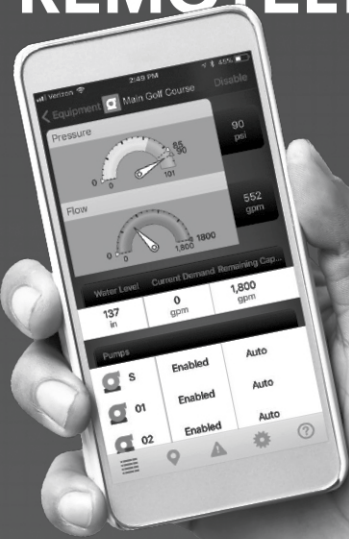 Verizon 2:49 PM 45%
Equipment Main Golf Course Disable
Pressure
85
90
0 0 101
90
psi
Flow
0 0 1,800 1800
552
gpm
Water Level Current Demand Remaining Cap...
137 0 1,800
in gpm gpm
Pumps
S Enabled Auto
01 Enabled Auto
02 Enabled Auto
?